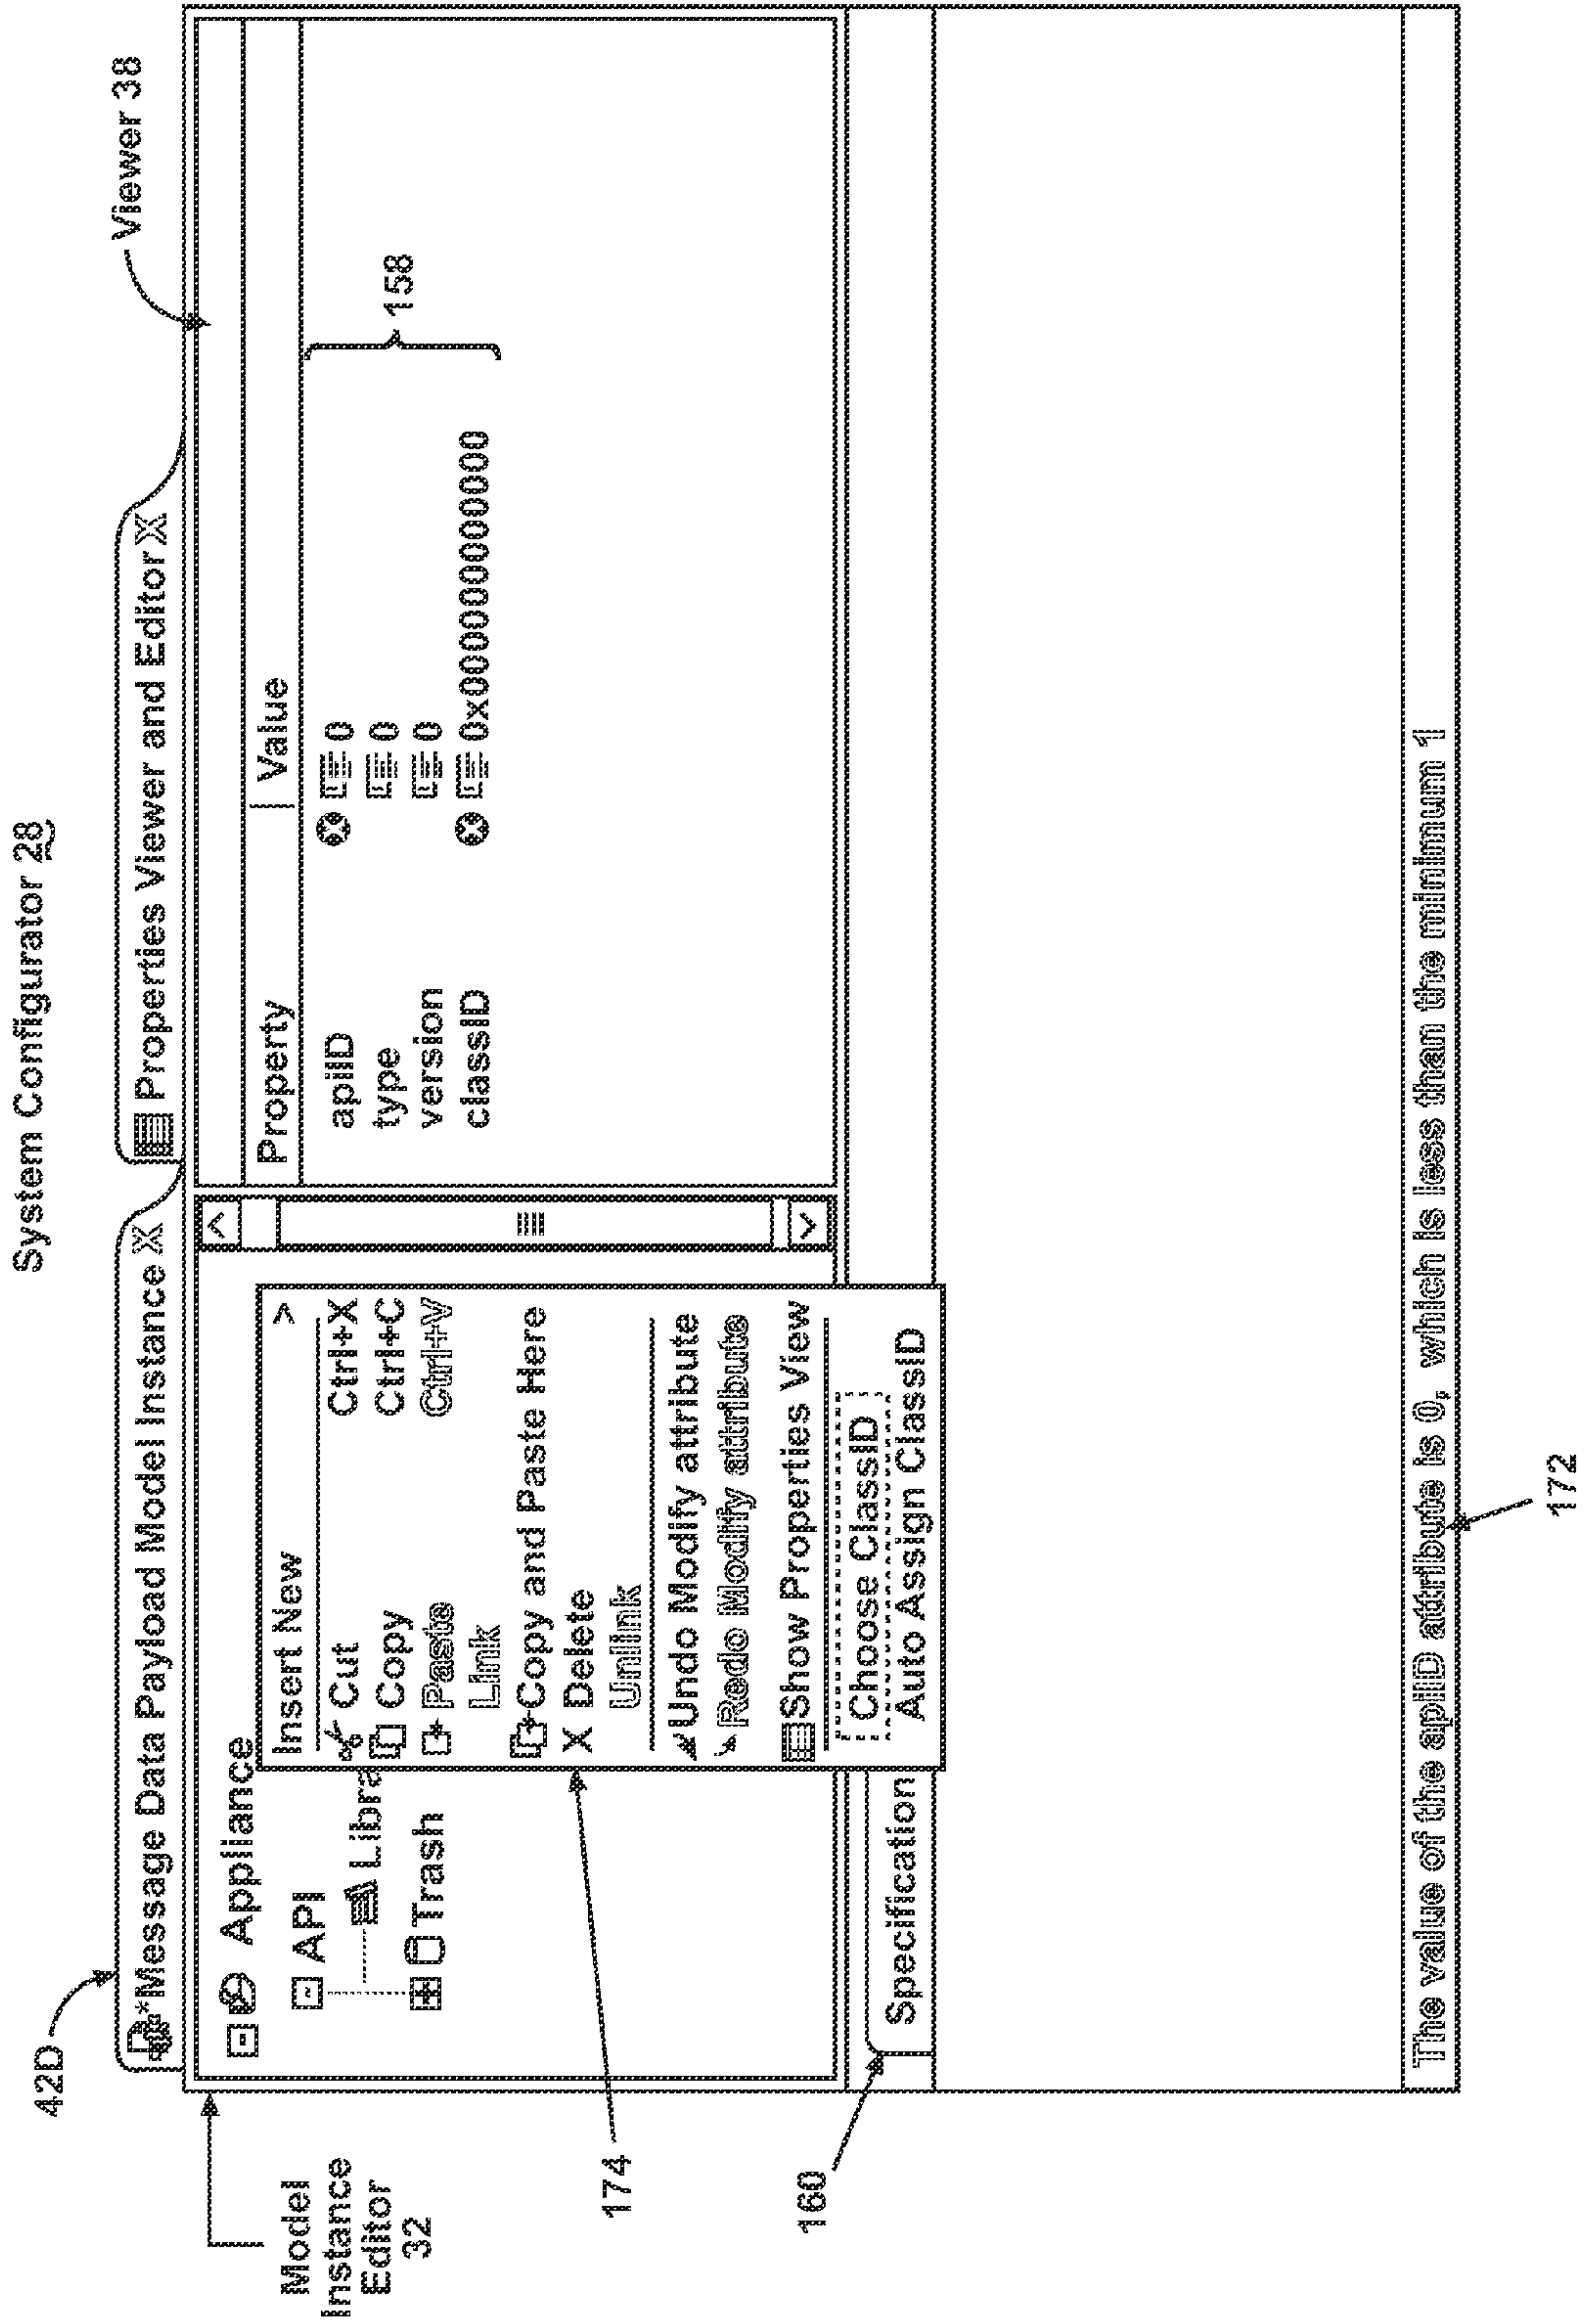 System Configurator 28
42D
*Message Data Payload Model Instance X
Properties Viewer and Editor X
Viewer 38
Model
Instance
Editor
32
Appliance
API
Libra
Trash
Insert New >
Cut Ctrl+X
Copy Ctrl+C
Paste Ctrl+V
Link
Copy and Paste Here
X Delete
Unlink
Undo Modify attribute
Redo Modify attribute
Show Properties View
Choose ClassID
Auto Assign ClassID
174
Property Value
apiID 0
type 0
version 0
classID 0x0000000000
158
160
Specification
The value of the apiID attribute is 0, which is less than the minimum 1
172